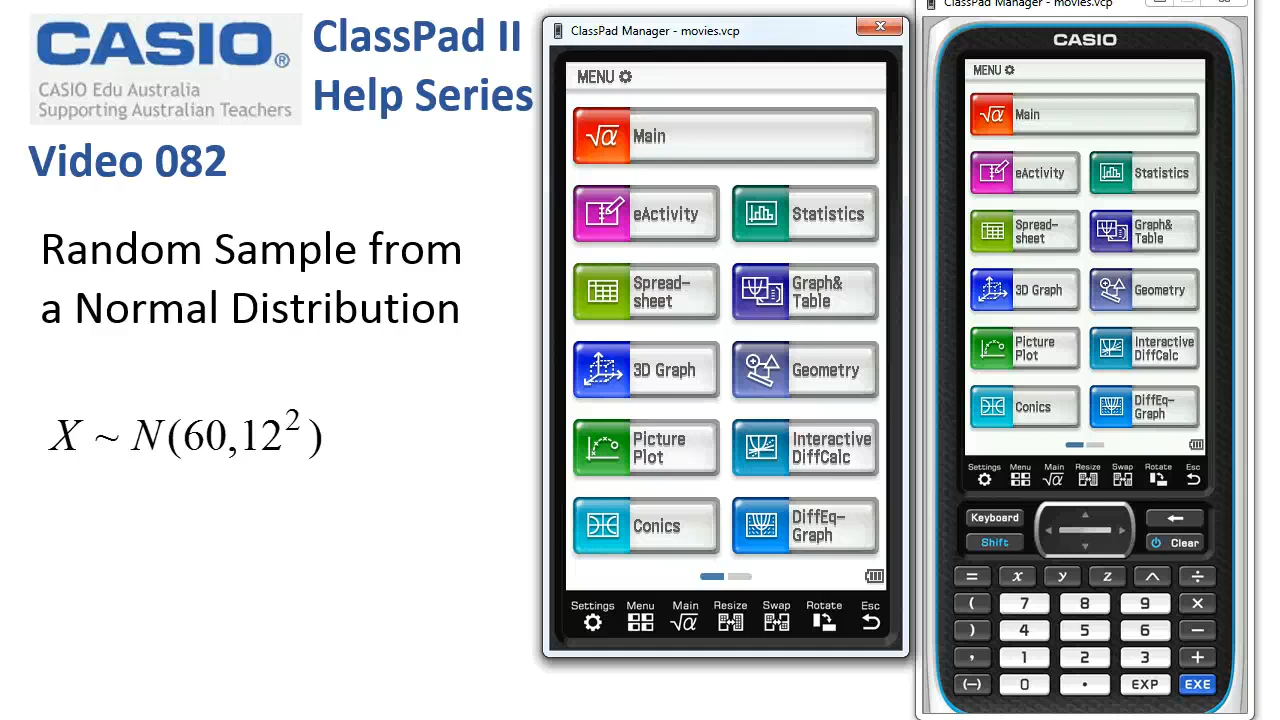 CASIO®
CASIO Edu Australia
Supporting Australian Teachers
ClassPad II
Help Series
Video 082
Random Sample from
a Normal Distribution
X ~ N(60,12²)
ClassPad Manager - movies.vcp
MENU
Main
eActivity
Statistics
Spread-
sheet
Graph&
Table
3D Graph
Geometry
Picture
Plot
Interactive
DiffCalc
Conics
DiffEq-
Graph
Settings Menu Main Resize Swap Rotate Esc
ClassPad Manager - movies.vcp
CASIO
MENU
Main
eActivity
Statistics
Spread-
sheet
Graph&
Table
3D Graph
Geometry
Picture
Plot
Interactive
DiffCalc
Conics
DiffEq-
Graph
Settings Menu Main Resize Swap Rotate Esc
Keyboard
Shift
Clear
= x y z ^ ÷
( 7 8 9 ×
) 4 5 6 −
, 1 2 3 +
(−) 0 . EXP EXE